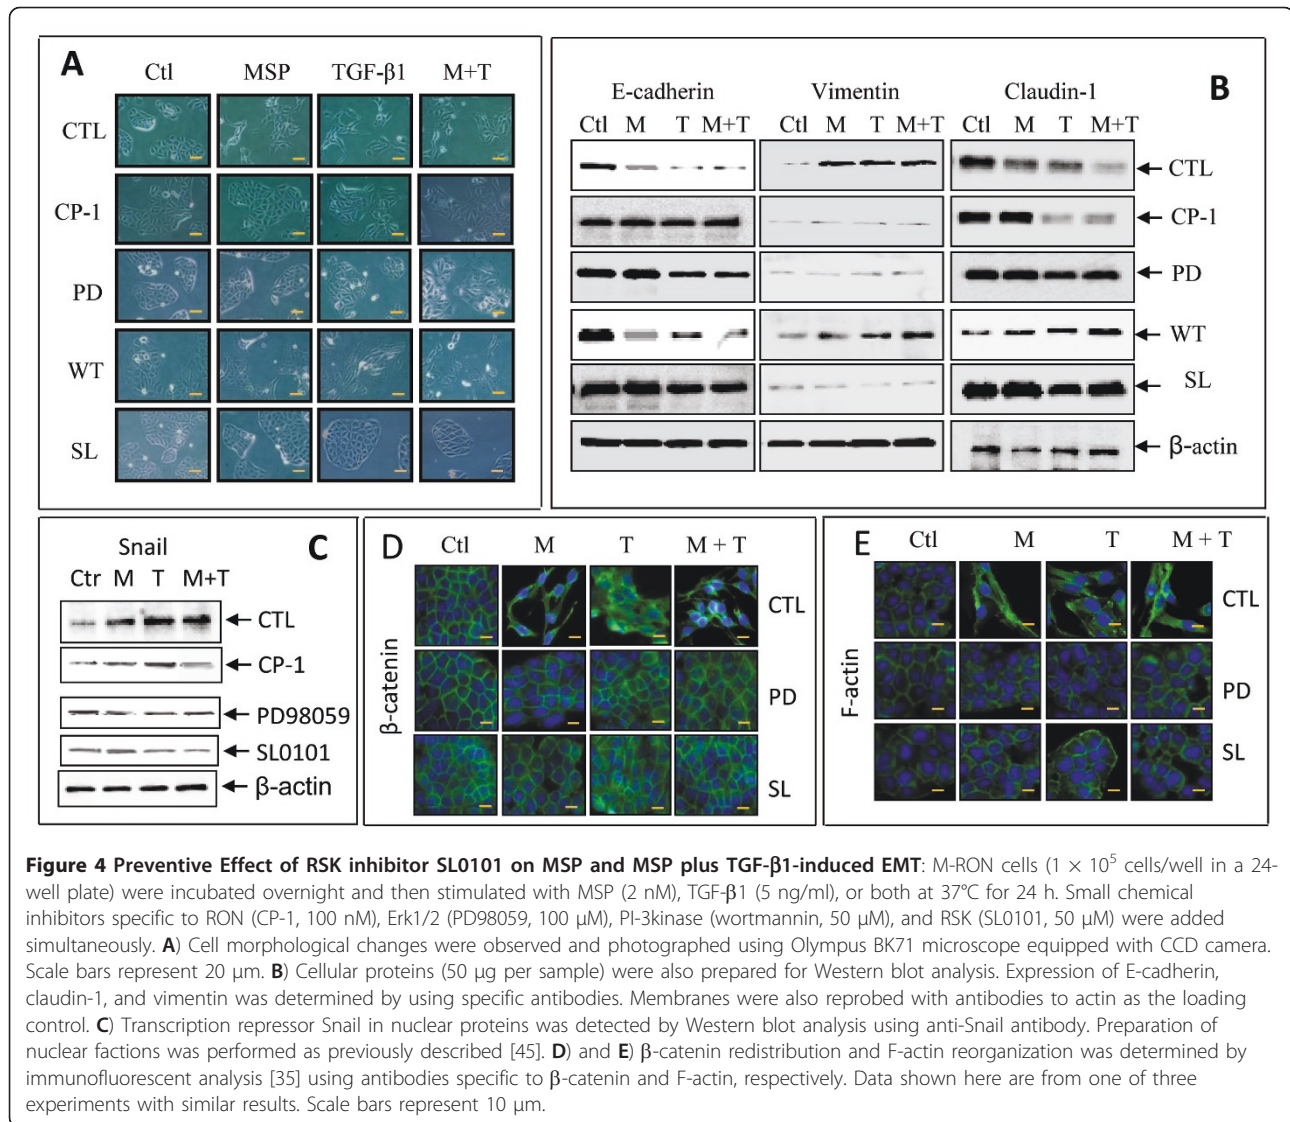 A
Ctl MSP TGF-β1 M+T
CTL
CP-1
PD
WT
SL
B
E-cadherin Vimentin Claudin-1
Ctl M T M+T Ctl M T M+T Ctl M T M+T
CTL
CP-1
PD
WT
SL
β-actin
C
Snail
Ctr M T M+T
CTL
CP-1
PD98059
SL0101
β-actin
D
Ctl M T M + T
β-catenin
CTL
PD
SL
E
Ctl M T M + T
F-actin
CTL
PD
SL
Figure 4 Preventive Effect of RSK inhibitor SL0101 on MSP and MSP plus TGF-β1-induced EMT: M-RON cells (1 × 10⁵ cells/well in a 24-
well plate) were incubated overnight and then stimulated with MSP (2 nM), TGF-β1 (5 ng/ml), or both at 37°C for 24 h. Small chemical
inhibitors specific to RON (CP-1, 100 nM), Erk1/2 (PD98059, 100 μM), PI-3kinase (wortmannin, 50 μM), and RSK (SL0101, 50 μM) were added
simultaneously. A) Cell morphological changes were observed and photographed using Olympus BK71 microscope equipped with CCD camera.
Scale bars represent 20 μm. B) Cellular proteins (50 μg per sample) were also prepared for Western blot analysis. Expression of E-cadherin,
claudin-1, and vimentin was determined by using specific antibodies. Membranes were also reprobed with antibodies to actin as the loading
control. C) Transcription repressor Snail in nuclear proteins was detected by Western blot analysis using anti-Snail antibody. Preparation of
nuclear factions was performed as previously described [45]. D) and E) β-catenin redistribution and F-actin reorganization was determined by
immunofluorescent analysis [35] using antibodies specific to β-catenin and F-actin, respectively. Data shown here are from one of three
experiments with similar results. Scale bars represent 10 μm.